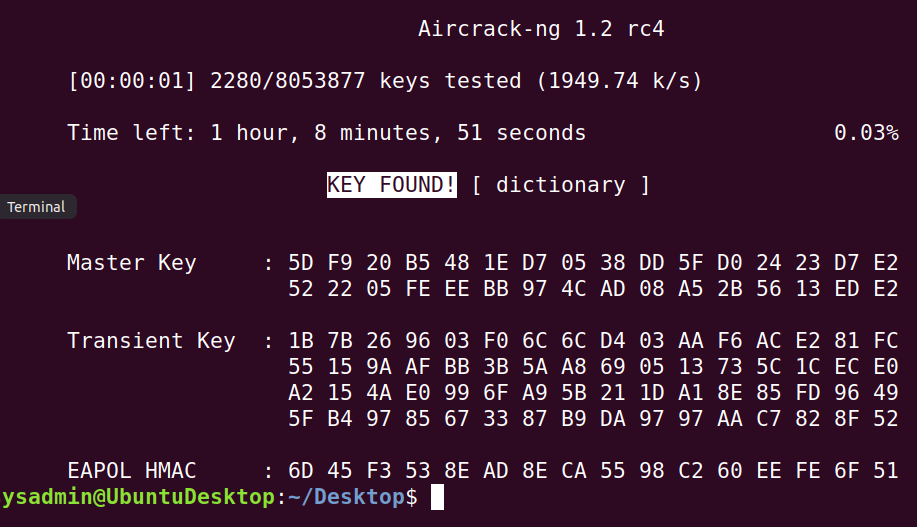 Aircrack-ng 1.2 rc4
[00:00:01] 2280/8053877 keys tested (1949.74 k/s)
Time left: 1 hour, 8 minutes, 51 seconds 0.03%
KEY FOUND! [ dictionary ]
Terminal
Master Key : 5D F9 20 B5 48 1E D7 05 38 DD 5F D0 24 23 D7 E2
52 22 05 FE EE BB 97 4C AD 08 A5 2B 56 13 ED E2
Transient Key : 1B 7B 26 96 03 F0 6C 6C D4 03 AA F6 AC E2 81 FC
55 15 9A AF BB 3B 5A A8 69 05 13 73 5C 1C EC E0
A2 15 4A E0 99 6F A9 5B 21 1D A1 8E 85 FD 96 49
5F B4 97 85 67 33 87 B9 DA 97 97 AA C7 82 8F 52
EAPOL HMAC : 6D 45 F3 53 8E AD 8E CA 55 98 C2 60 EE FE 6F 51
ysadmin@UbuntuDesktop:~/Desktop$